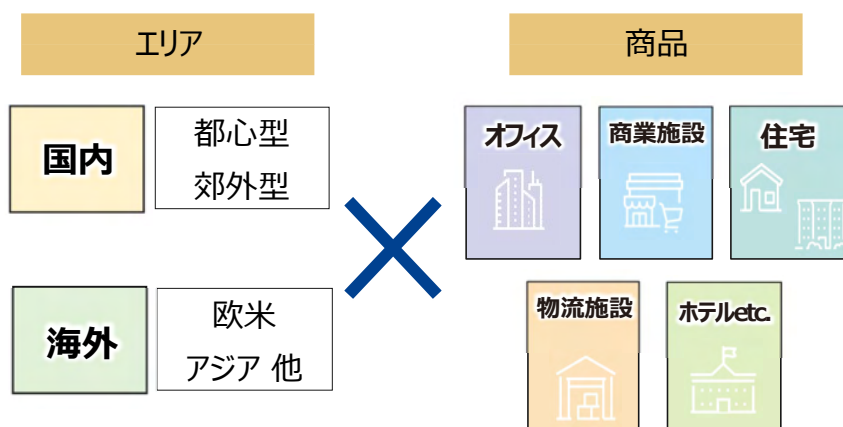 エリア
商品
国内
都心型
郊外型
海外
欧米
アジア 他
オフィス
商業施設
住宅
物流施設
ホテルetc.